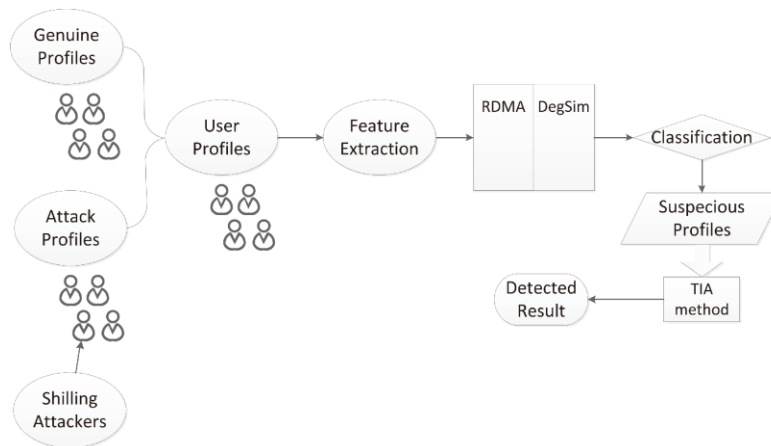 Genuine
Profiles
User
Profiles
Feature
Extraction
RDMA
DegSim
Classification
Attack
Profiles
Suspecious
Profiles
Detected
Result
TIA
method
Shilling
Attackers